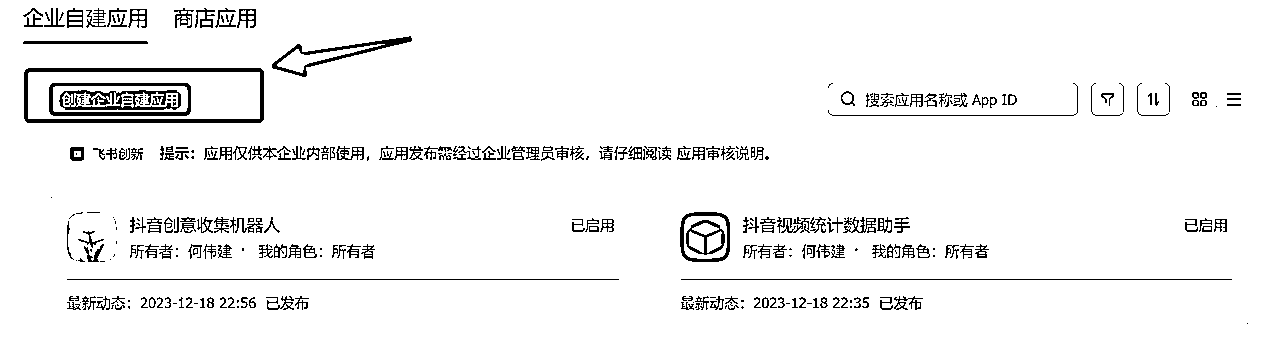 企业自建应用 商店应用
创建企业自建应用
搜索应用名称或 App ID
飞书创新 提示：应用仅供本企业内部使用，应用发布需经过企业管理员审核，请仔细阅读 应用审核说明。
抖音创意收集机器人 已启用
所有者：何伟建 · 我的角色：所有者
最新动态：2023-12-18 22:56 已发布
抖音视频统计数据助手 已启用
所有者：何伟建 · 我的角色：所有者
最新动态：2023-12-18 22:35 已发布